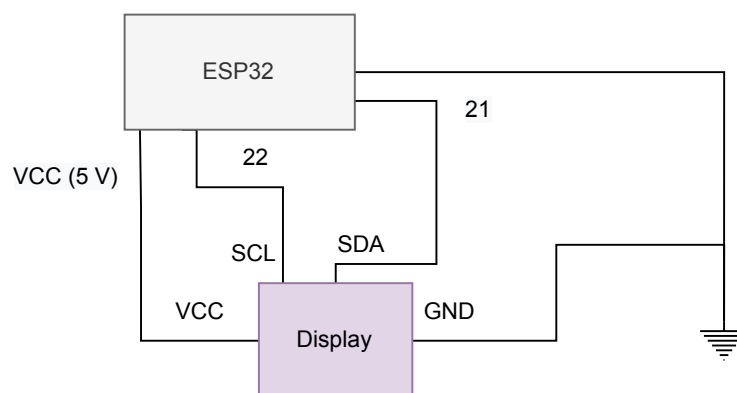 ESP32
21
22
VCC (5 V)
SCL
SDA
VCC
GND
Display